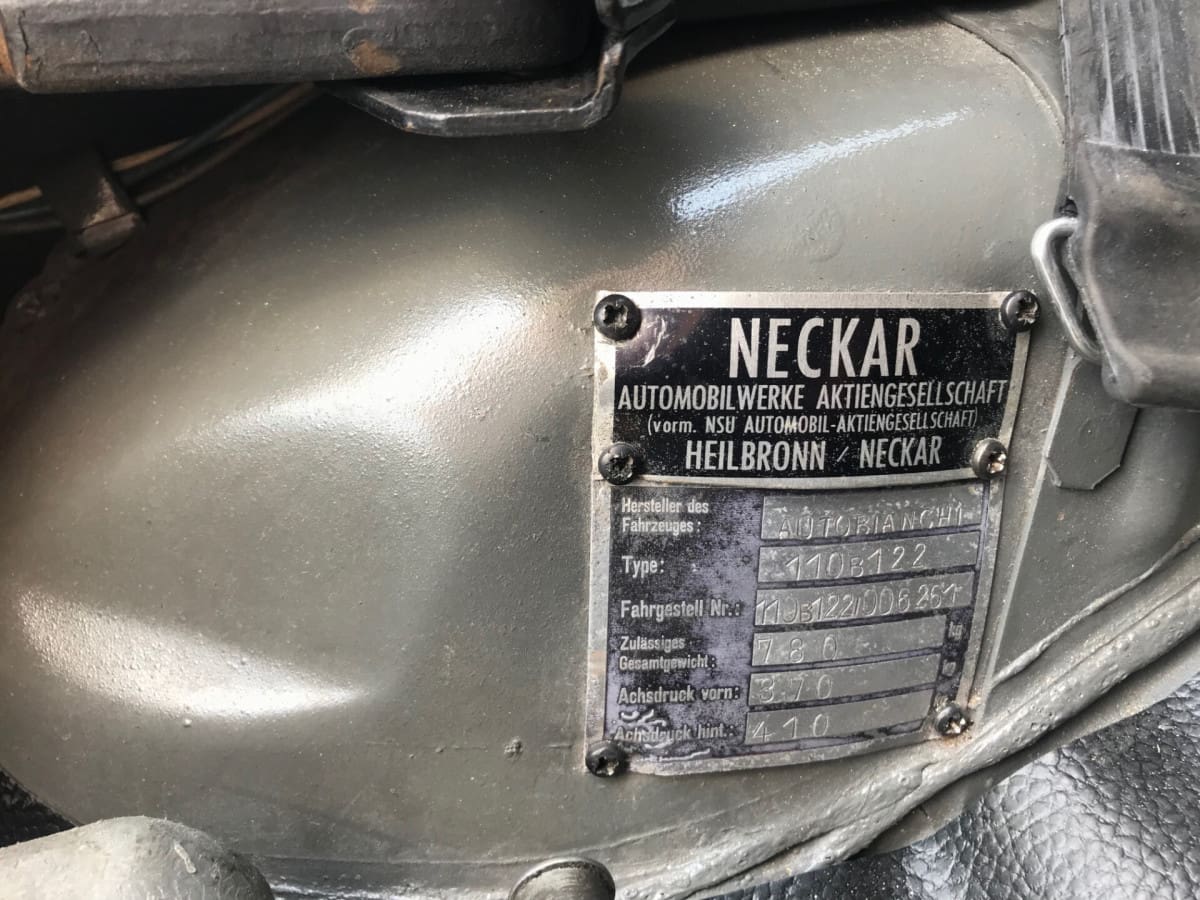 NECKAR
AUTOMOBILWERKE AKTIENGESELLSCHAFT
(vorm. NSU AUTOMOBIL-AKTIENGESELLSCHAFT)
HEILBRONN / NECKAR
Hersteller des
Fahrzeuges: AUTOBIANCHI
Type: 110B122
Fahrgestell Nr.: 110B122/006261
Zulässiges
Gesamtgewicht: 780 kg
Achsdruck vorn: 370
Achsdruck hint.: 410